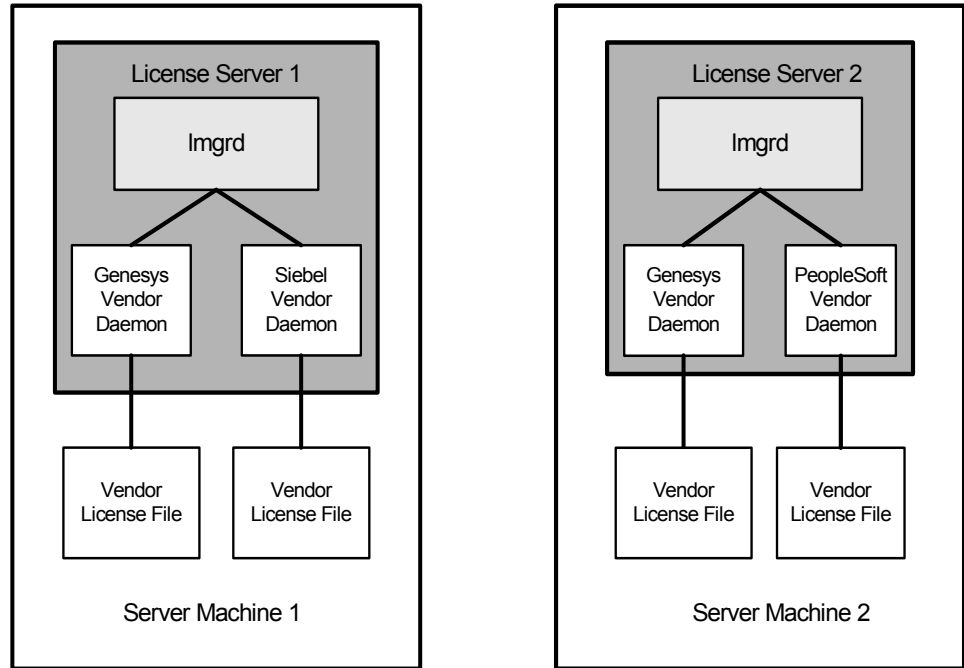 License Server 1
lmgrd
Genesys
Vendor
Daemon
Siebel
Vendor
Daemon
Vendor
License File
Vendor
License File
Server Machine 1
License Server 2
lmgrd
Genesys
Vendor
Daemon
PeopleSoft
Vendor
Daemon
Vendor
License File
Vendor
License File
Server Machine 2